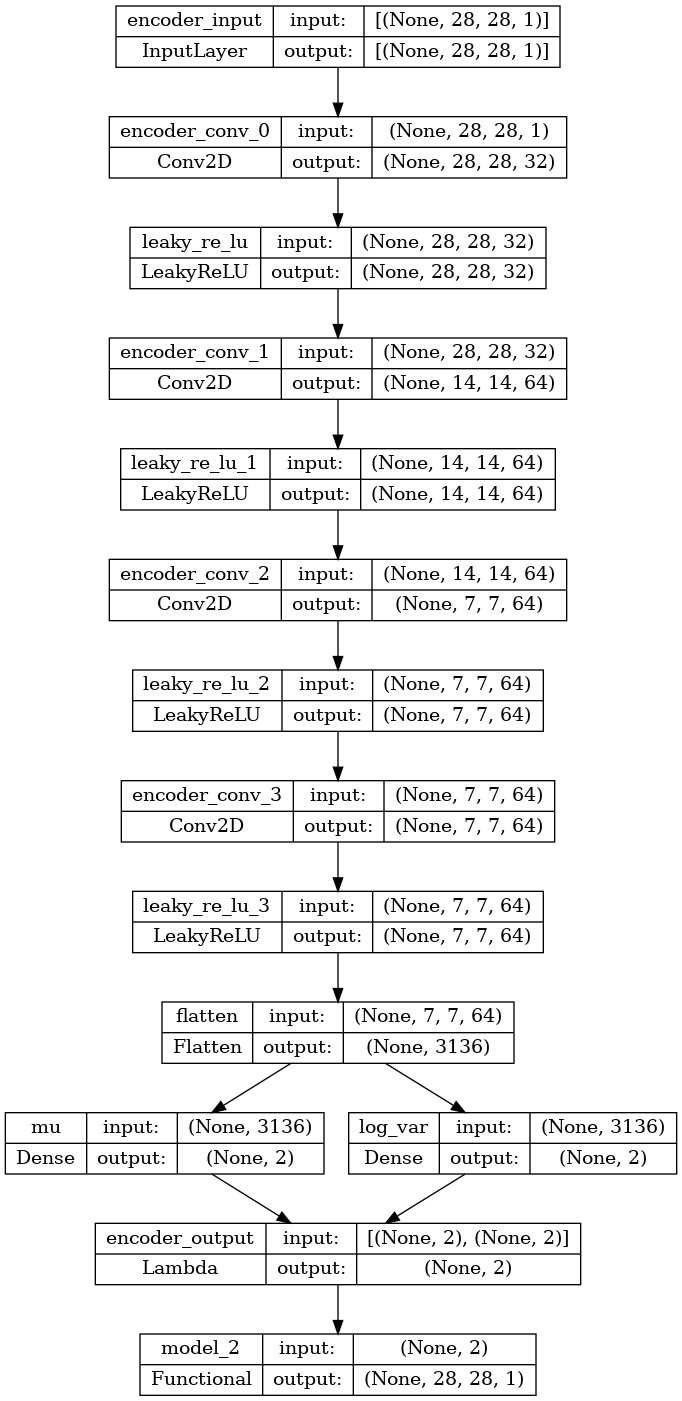 encoder_input input: [(None, 28, 28, 1)]
InputLayer output: [(None, 28, 28, 1)]
encoder_conv_0 input: (None, 28, 28, 1)
Conv2D output: (None, 28, 28, 32)
leaky_re_lu input: (None, 28, 28, 32)
LeakyReLU output: (None, 28, 28, 32)
encoder_conv_1 input: (None, 28, 28, 32)
Conv2D output: (None, 14, 14, 64)
leaky_re_lu_1 input: (None, 14, 14, 64)
LeakyReLU output: (None, 14, 14, 64)
encoder_conv_2 input: (None, 14, 14, 64)
Conv2D output: (None, 7, 7, 64)
leaky_re_lu_2 input: (None, 7, 7, 64)
LeakyReLU output: (None, 7, 7, 64)
encoder_conv_3 input: (None, 7, 7, 64)
Conv2D output: (None, 7, 7, 64)
leaky_re_lu_3 input: (None, 7, 7, 64)
LeakyReLU output: (None, 7, 7, 64)
flatten input: (None, 7, 7, 64)
Flatten output: (None, 3136)
mu input: (None, 3136)
Dense output: (None, 2)
log_var input: (None, 3136)
Dense output: (None, 2)
encoder_output input: [(None, 2), (None, 2)]
Lambda output: (None, 2)
model_2 input: (None, 2)
Functional output: (None, 28, 28, 1)